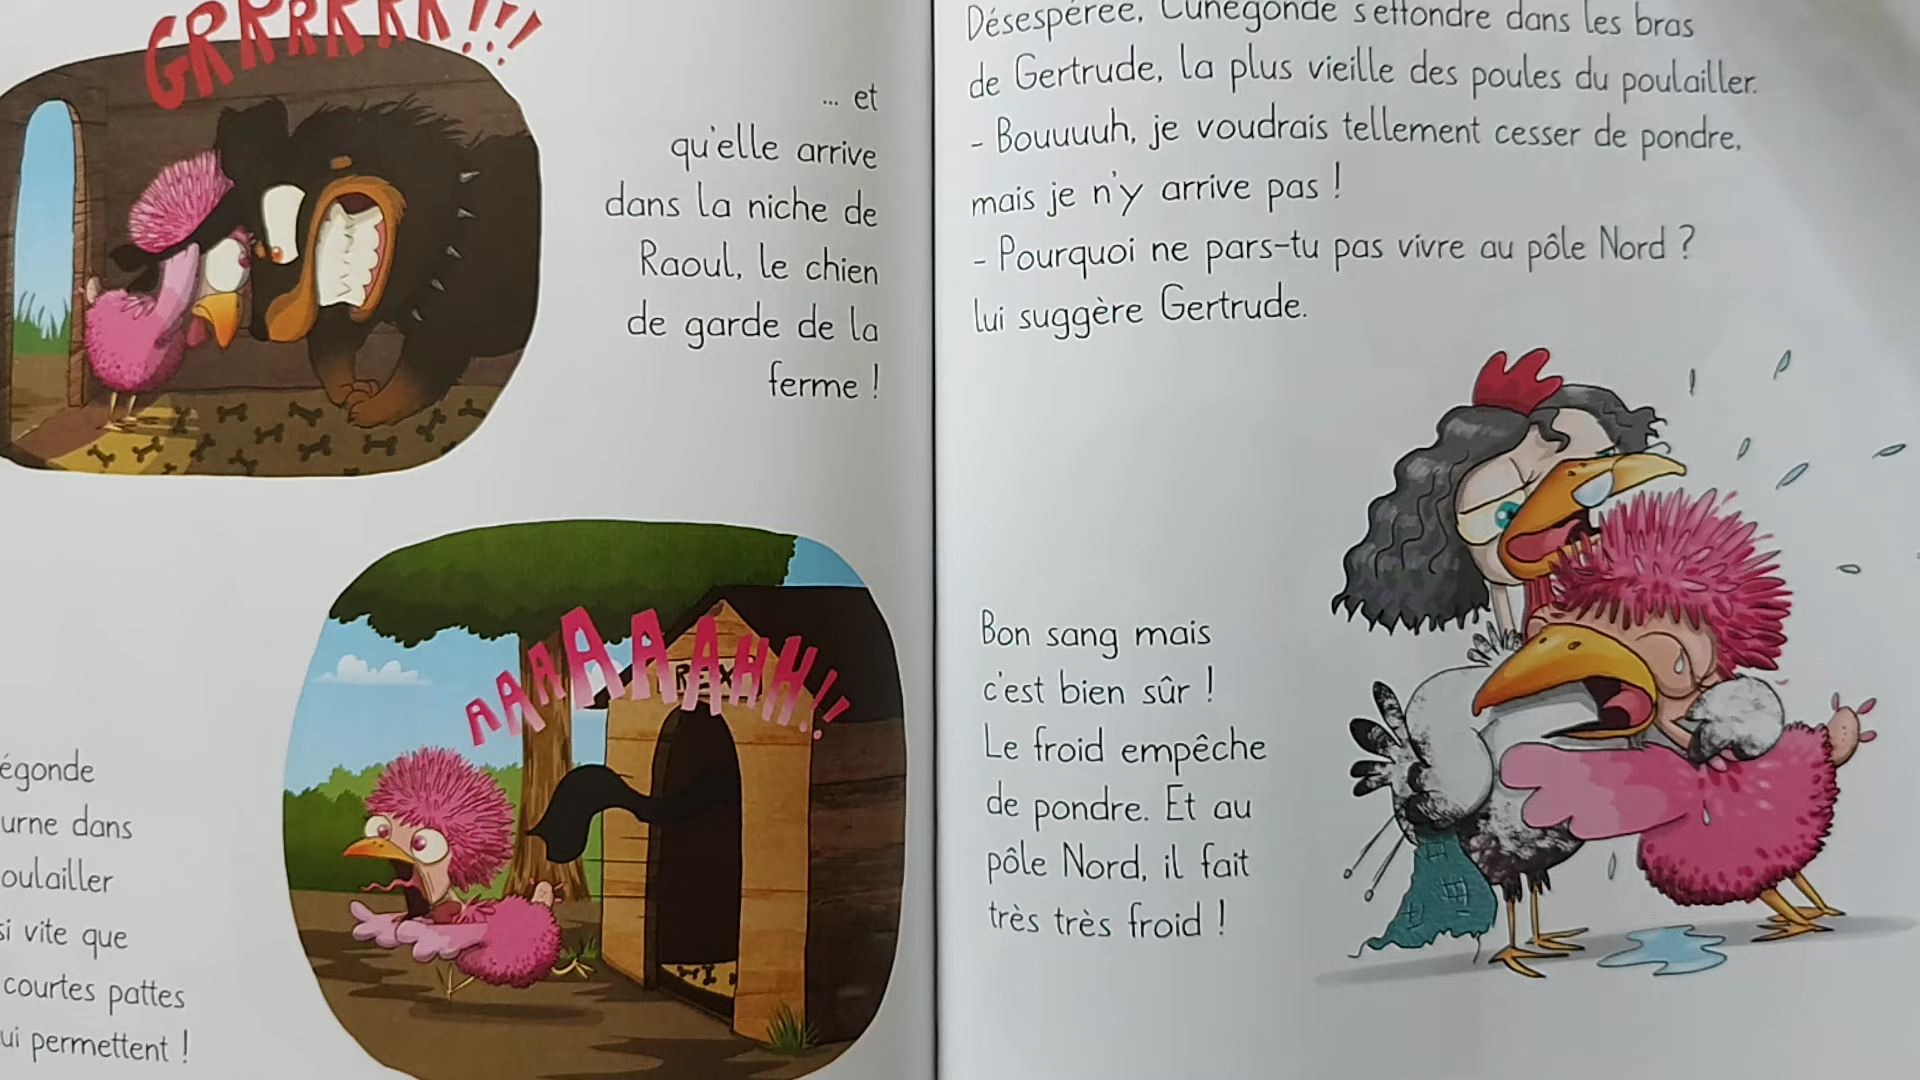 GRRRRRR!!!
... et
qu'elle arrive
dans la niche de
Raoul, le chien
de garde de la
ferme !
AAAAAAAHH!!
REX
égonde
urne dans
oulailler
si vite que
courtes pattes
ui permettent !
Désespérée, Cunégonde s'effondre dans les bras
de Gertrude, la plus vieille des poules du poulailler.
- Bouuuuh, je voudrais tellement cesser de pondre,
mais je n'y arrive pas !
- Pourquoi ne pars-tu pas vivre au pôle Nord ?
lui suggère Gertrude.
Bon sang mais
c'est bien sûr !
Le froid empêche
de pondre. Et au
pôle Nord, il fait
très très froid !